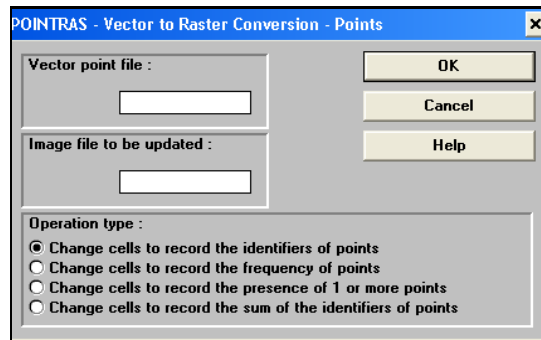 POINTRAS - Vector to Raster Conversion - Points
Vector point file :
OK
Cancel
Image file to be updated :
Help
Operation type :
Change cells to record the identifiers of points
Change cells to record the frequency of points
Change cells to record the presence of 1 or more points
Change cells to record the sum of the identifiers of points